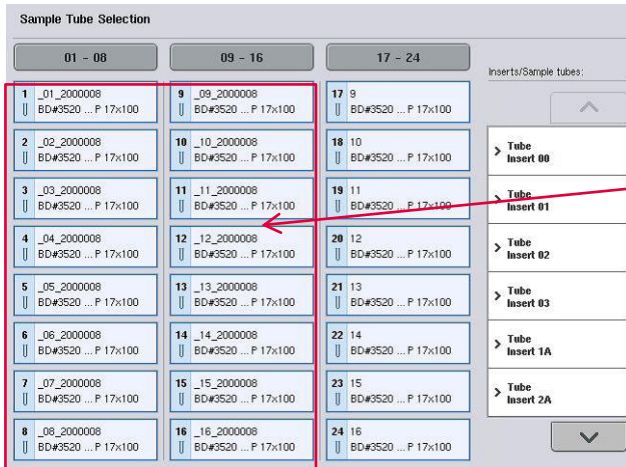 Sample Tube Selection
01 - 08
09 - 16
17 - 24
Inserts/Sample tubes:
1 _01_2000008
BD#3520 ... P 17x100
2 _02_2000008
BD#3520 ... P 17x100
3 _03_2000008
BD#3520 ... P 17x100
4 _04_2000008
BD#3520 ... P 17x100
5 _05_2000008
BD#3520 ... P 17x100
6 _06_2000008
BD#3520 ... P 17x100
7 _07_2000008
BD#3520 ... P 17x100
8 _08_2000008
BD#3520 ... P 17x100
9 _09_2000008
BD#3520 ... P 17x100
10 _10_2000008
BD#3520 ... P 17x100
11 _11_2000008
BD#3520 ... P 17x100
12 _12_2000008
BD#3520 ... P 17x100
13 _13_2000008
BD#3520 ... P 17x100
14 _14_2000008
BD#3520 ... P 17x100
15 _15_2000008
BD#3520 ... P 17x100
16 _16_2000008
BD#3520 ... P 17x100
17 9
BD#3520 ... P 17x100
18 10
BD#3520 ... P 17x100
19 11
BD#3520 ... P 17x100
20 12
BD#3520 ... P 17x100
21 13
BD#3520 ... P 17x100
22 14
BD#3520 ... P 17x100
23 15
BD#3520 ... P 17x100
24 16
BD#3520 ... P 17x100
Tube
Insert 00
Tube
Insert 01
Tube
Insert 02
Tube
Insert 03
Tube
Insert 1A
Tube
Insert 2A